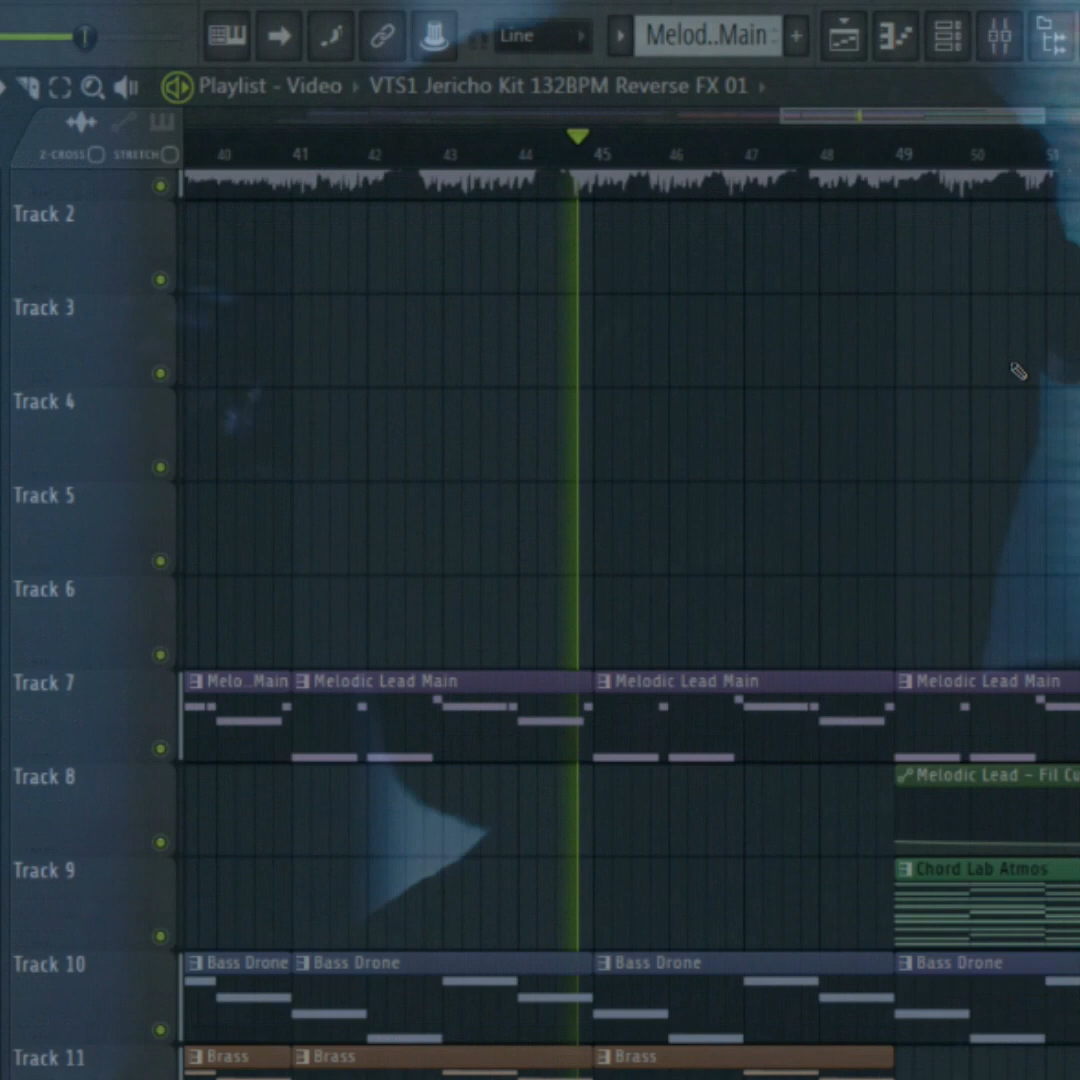 Line Melod..Main +
Playlist - Video › VTS1 Jericho Kit 132BPM Reverse FX 01 ›
Z-CROSS STRETCH 40 41 42 43 44 45 46 47 48 49 50 51
Track 2
Track 3
Track 4
Track 5
Track 6
Track 7 Melo..Main Melodic Lead Main Melodic Lead Main Melodic Lead Main
Track 8 Melodic Lead - Fil Cu
Track 9 Chord Lab Atmos
Track 10 Bass Drone Bass Drone Bass Drone Bass Drone
Track 11 Brass Brass Brass